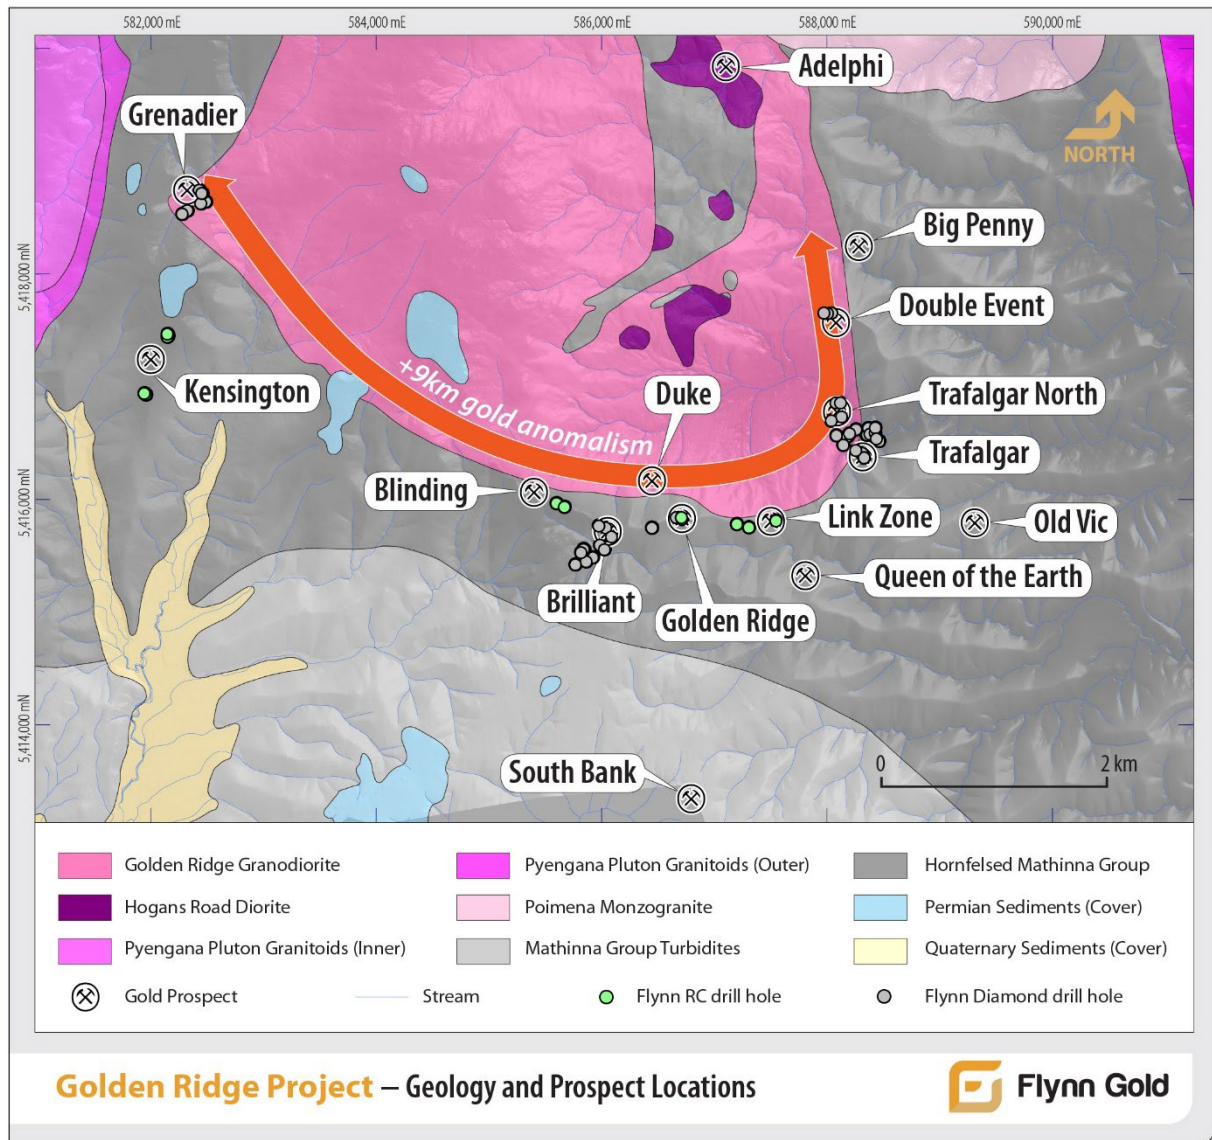 582,000 mE
584,000 mE
586,000 mE
588,000 mE
590,000 mE
Adelphi
Grenadier
NORTH
Big Penny
5,418,000 mN
Double Event
Kensington
+9km gold anomalism
Duke
Trafalgar North
Trafalgar
Blinding
5,416,000 mN
Link Zone
Old Vic
Queen of the Earth
Brilliant
Golden Ridge
5,414,000 mN
South Bank
0
2 km
Golden Ridge Granodiorite
Pyengana Pluton Granitoids (Outer)
Hornfelsed Mathinna Group
Hogans Road Diorite
Poimena Monzogranite
Permian Sediments (Cover)
Pyengana Pluton Granitoids (Inner)
Mathinna Group Turbidites
Quaternary Sediments (Cover)
Gold Prospect
Stream
Flynn RC drill hole
Flynn Diamond drill hole
Golden Ridge Project – Geology and Prospect Locations
Flynn Gold